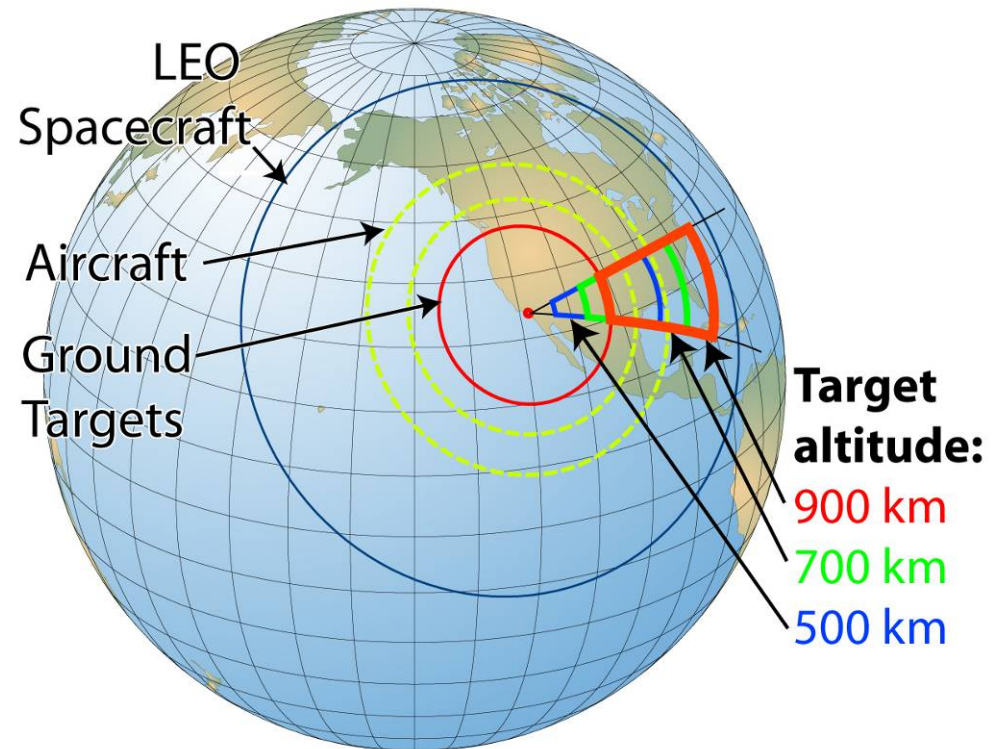 LEO
Spacecraft
Aircraft
Ground
Targets
Target
altitude:
900 km
700 km
500 km